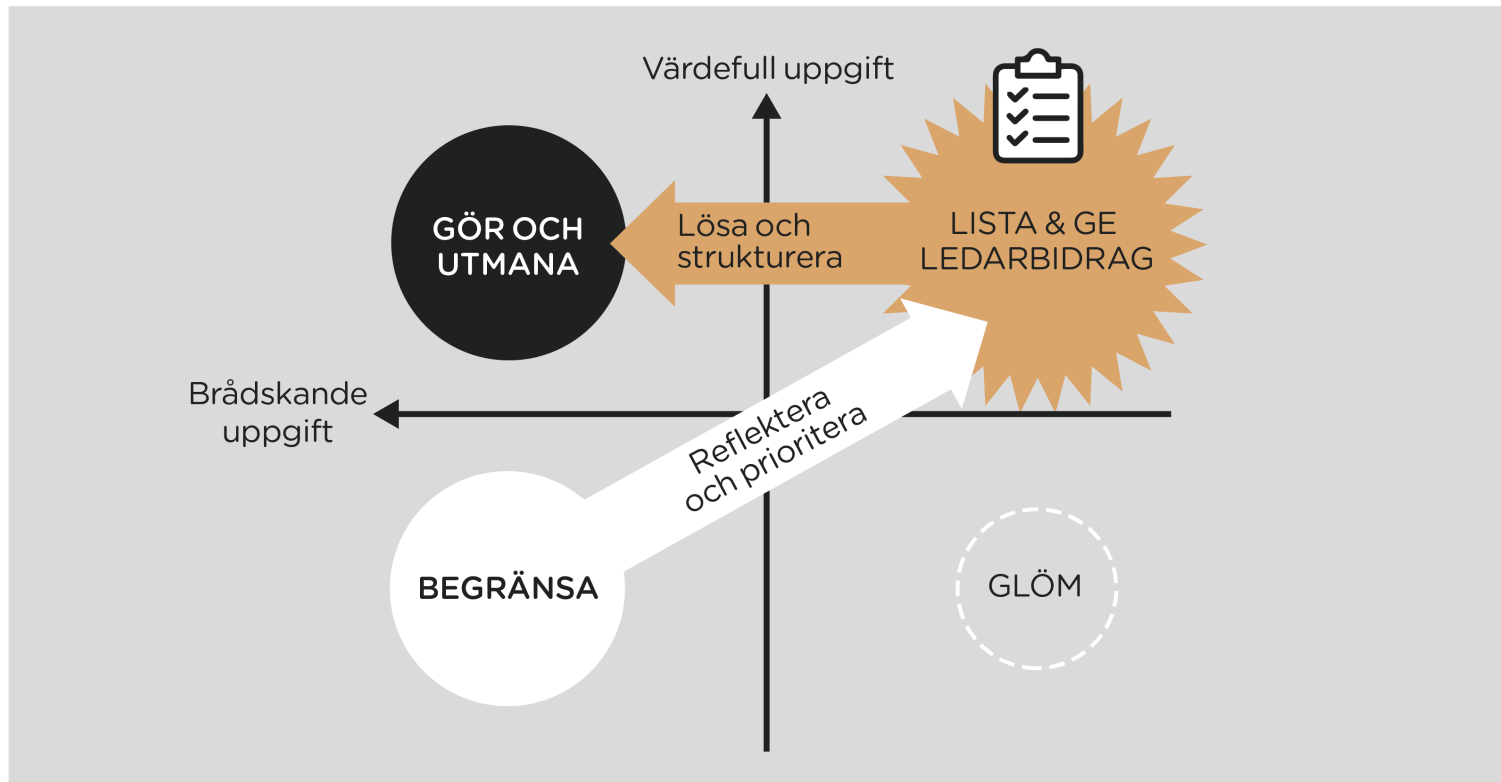 Värdefull uppgift
GÖR OCH
UTMANA
Lösa och
strukturera
LISTA & GE
LEDARBIDRAG
Brådskande
uppgift
Reflektera
och prioritera
BEGRÄNSA
GLÖM